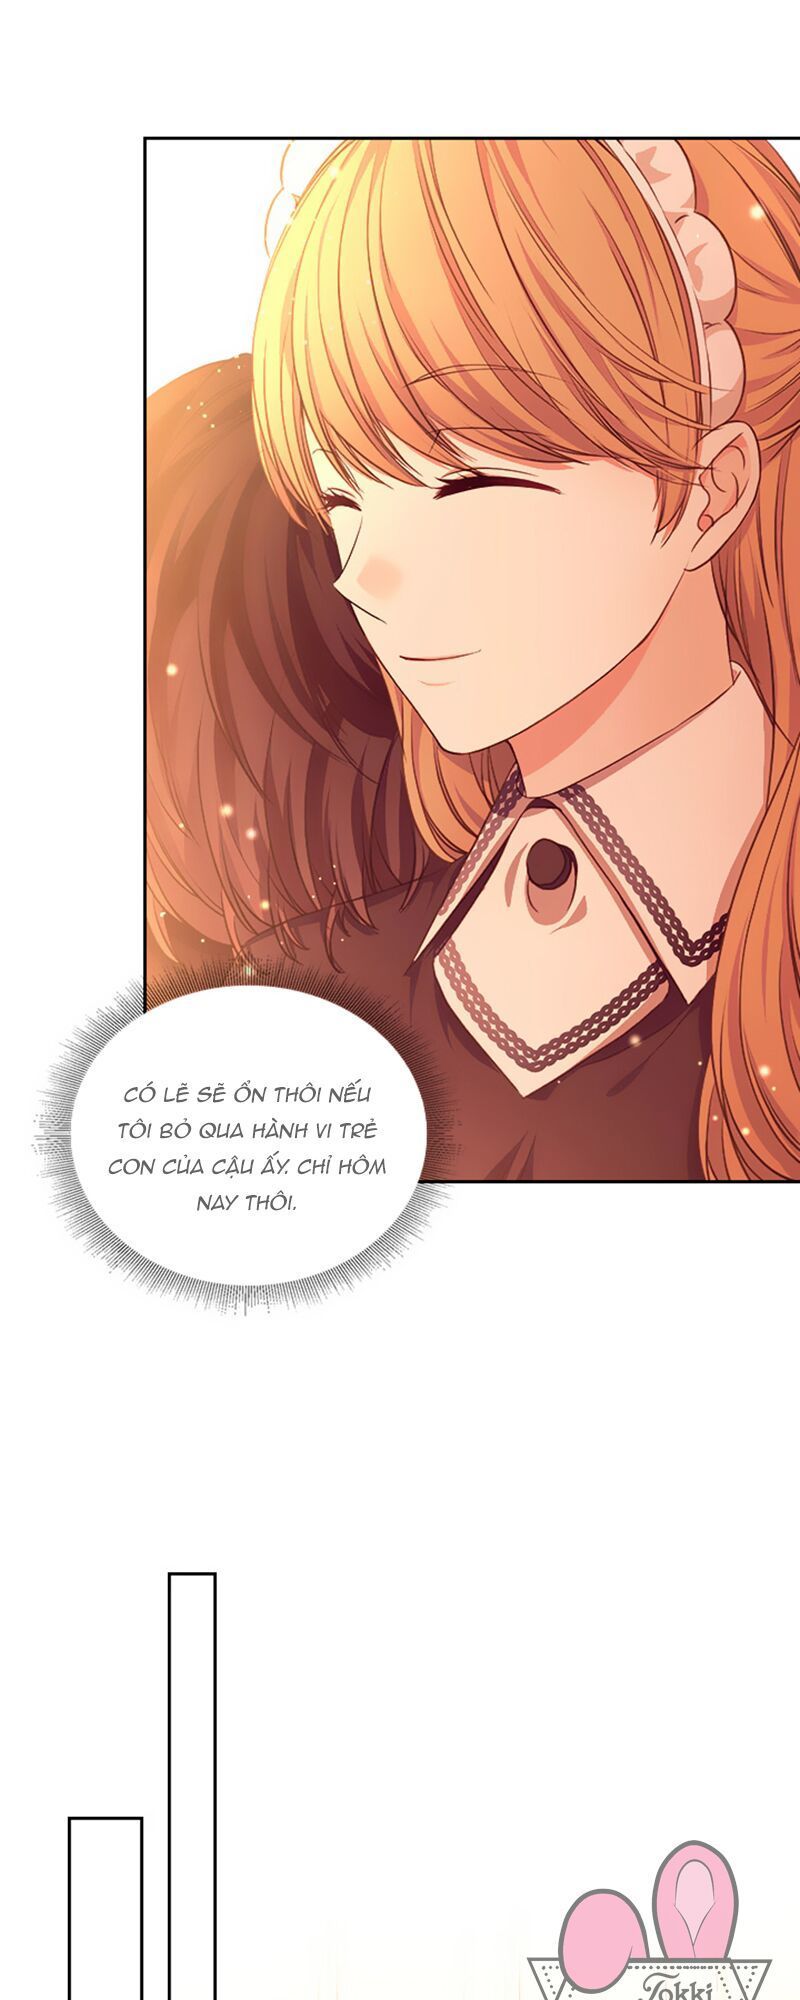 CÓ LẼ SẼ ỔN THÔI NẾU
TÔI BỎ QUA HÀNH VI TRẺ
CON CỦA CẬU ẤY. CHỈ HÔM
NAY THÔI.
Tokki